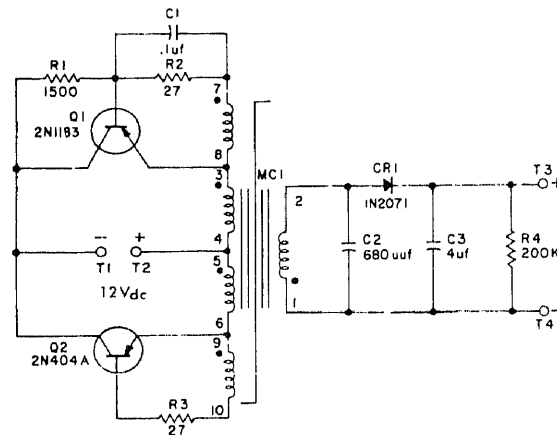 C1
.1uf
R1
1500
R2
27
7
Q1
2N1183
8
3
MC1
2
CR1
1N2071
T3
+
C2
680uuf
C3
4uf
R4
200K
4
−
+
T1
T2
5
12Vdc
1
T4
−
6
Q2
2N404A
9
R3
27
10